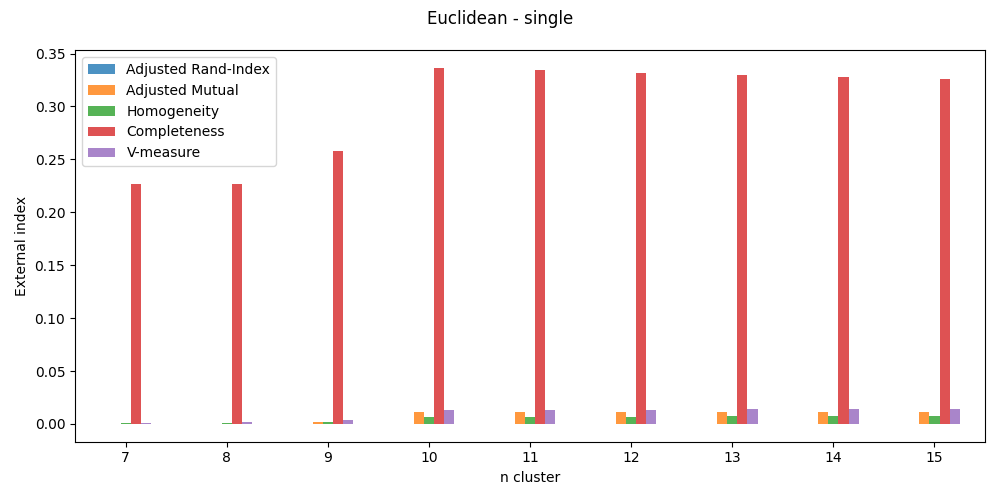 Euclidean - single
0.35
0.30
0.25
0.20
0.15
0.10
0.05
0.00
External index
Adjusted Rand-Index
Adjusted Mutual
Homogeneity
Completeness
V-measure
7 8 9 10 11 12 13 14 15
n cluster